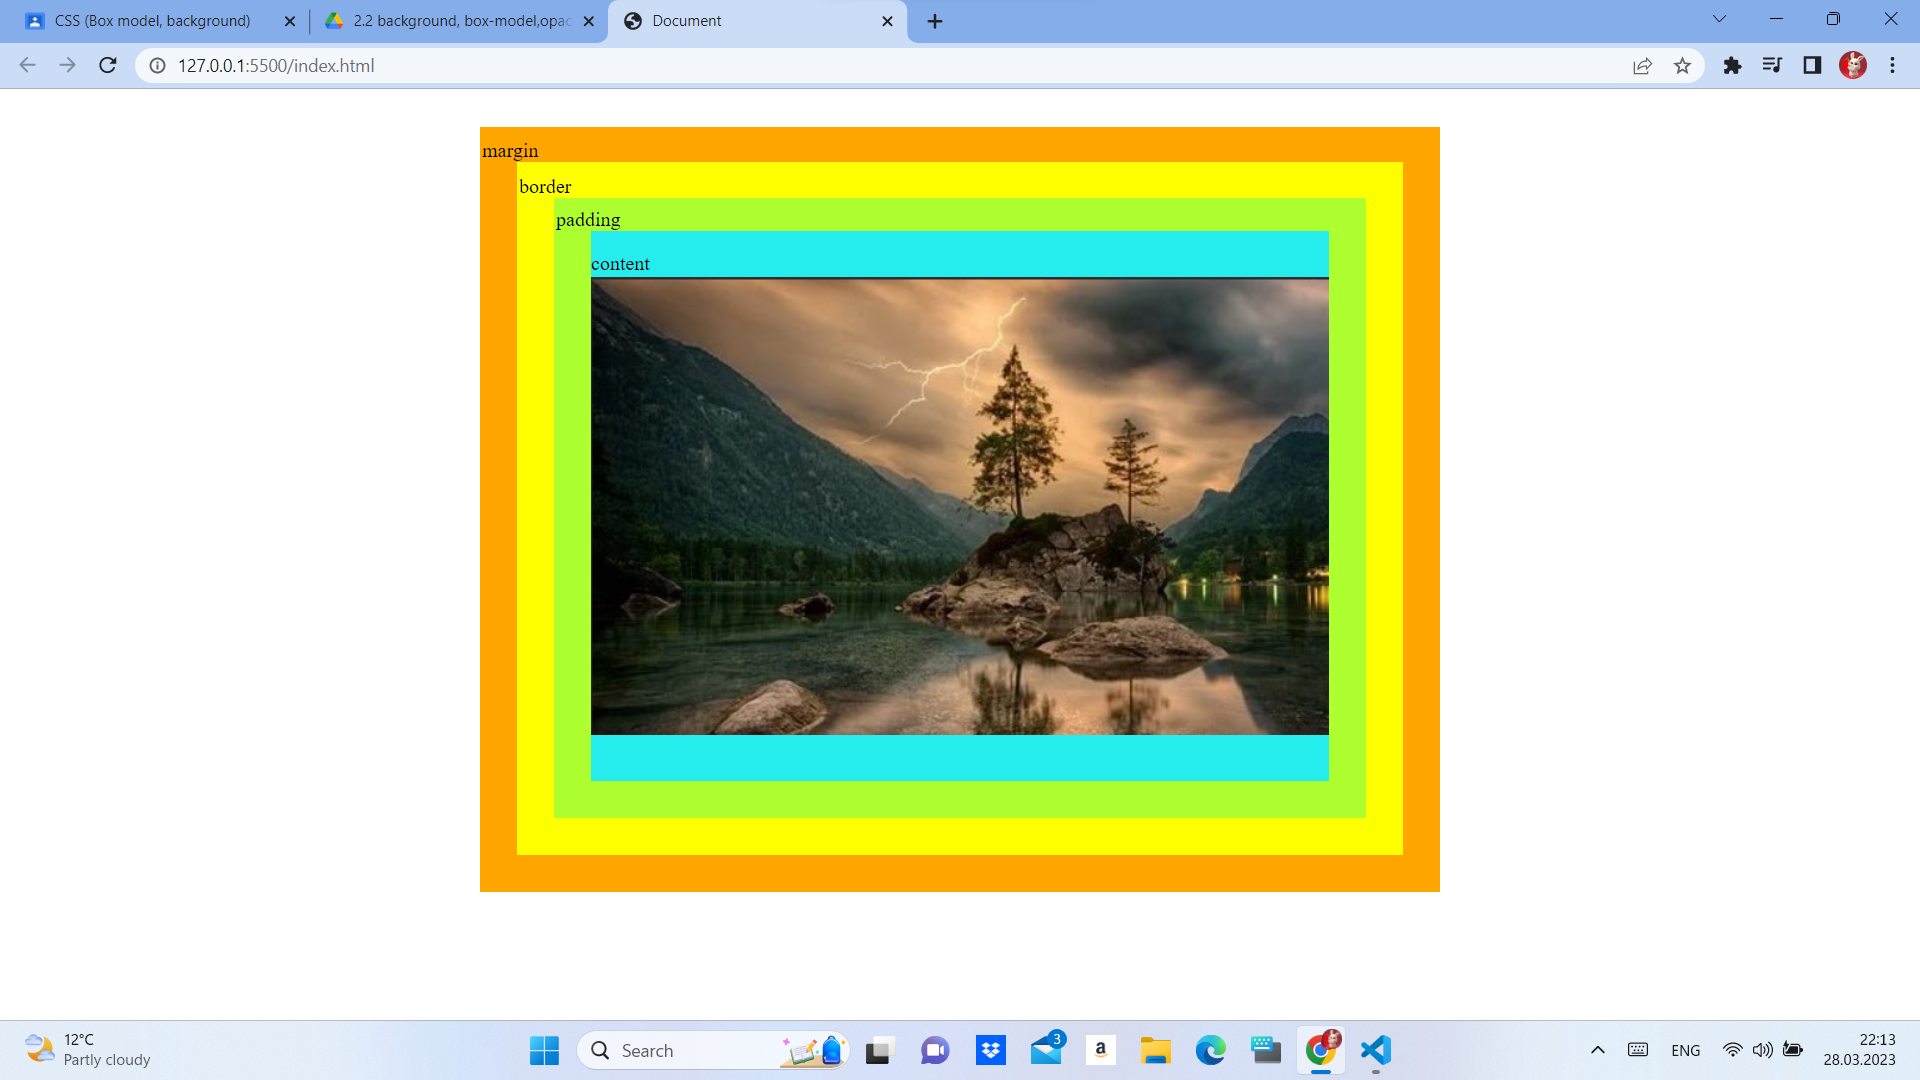 CSS (Box model, background)
2.2 background, box-model,opac
Document
127.0.0.1:5500/index.html
margin
border
padding
content
12°C
Partly cloudy
Search
3
a
ENG
22:13
28.03.2023